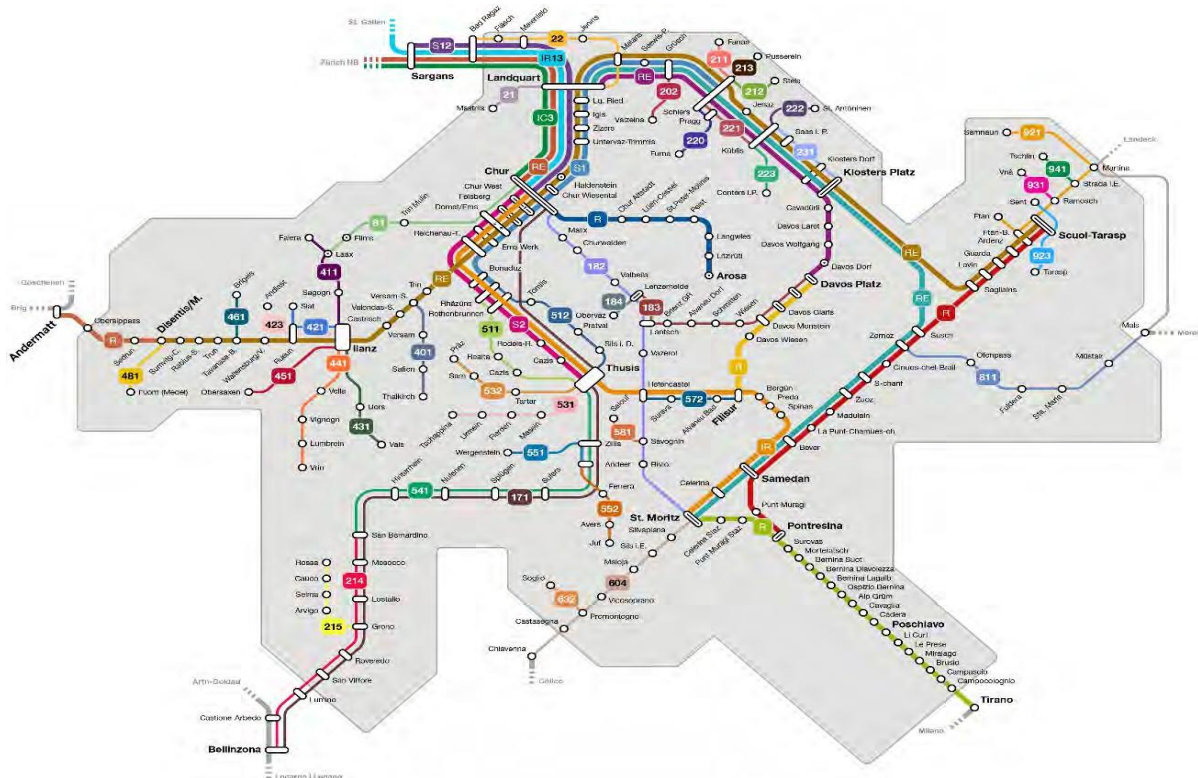 St. Gallen
Zürich HB
S12
Sargans
Bad Ragaz
Fläsch
Maienfeld
22
Jenins
Malans
IR13
Landquart
21
Mastrils
IC3
RE
Lq. Ried
Igis
Zizers
Untervaz-Trimmis
S1
Seewis-P.
Grüsch
202
Valzeina
Schiers
Fanas
211
213
Pusserein
212
Stels
Jenaz
222
St. Antönien
Pragg
220
Furna
221
Küblis
223
Conters i.P.
Saas i. P.
231
Klosters Dorf
Klosters Platz
Cavadürli
Davos Laret
Davos Wolfgang
Davos Dorf
Davos Platz
Davos Glaris
Davos Monstein
Davos Wiesen
RE
RE
Chur
RE
Chur West
Felsberg
Domat/Ems
Reichenau-T.
Haldenstein
Chur Wiesental
Ems Werk
R
Chur Altstadt
Lüen-Castiel
St.Peter-Molinis
Peist
Langwies
Litzirüti
Arosa
Malix
Churwalden
182
Valbella
Lenzerheide
184
183
Obervaz
Lantsch
Brienz GR
Alvaneu Dorf
Schmitten
Wiesen
Vazerol
Tiefencastel
572
Surava
Alvaneu Bad
Filisur
R
Bergün
Preda
Spinas
81
Trin Mulin
Flims
Falera
Laax
411
Sagogn
RE
Trin
Versam-S.
Valendas-S.
Castrisch
Versam
401
Safien
Thalkirch
Göschenen
Brig
Andermatt
Oberalppass
R
Sedrun
Disentis/M.
481
Fuorn (Medel)
Sumvitg-C.
Rabius-S.
Trun
Tavanasa-B.
Waltensburg/V.
Rueun
Ilanz
Brigels
461
Andiast
423
Siat
421
451
Obersaxen
441
Vella
Vignogn
Lumbrein
Vrin
431
Uors
Vals
Bonaduz
Rhäzüns
Rothenbrunnen
S2
Rodels-R.
Cazis
Thusis
Tomils
512
Pratval
Sils i. D.
511
Realta
Cazis
Präz
Sarn
532
Tartar
531
Tschappina
Urmein
Flerden
Masein
Wergenstein
551
Zillis
Andeer
Ferrera
552
Avers
Juf
541
171
Hinterrhein
Nufenen
Splügen
Sufers
San Bernardino
Mesocco
214
Lostallo
Grono
Roveredo
San Vittore
Lumino
Rossa
Cauco
Selma
Arvigo
215
Arth-Goldau
Castione Arbedo
Bellinzona
Locarno / Lugano
Salouf
581
Savognin
Bivio
St. Moritz
Celerina
IR
Samedan
Bever
La Punt-Chamues-ch
Madulain
Zuoz
S-chanf
Cinuos-chel-Brail
Zernez
Susch
R
Sagliains
Lavin
Guarda
Ardez
Ftan-B.
Ftan
Scuol-Tarasp
923
Tarasp
Sent
931
Vnà
Tschlin
941
Ramosch
Strada i.E.
Martina
921
Samnaun
Landeck
Ofenpass
811
Fuldera
Sta. Maria
Müstair
Mals
Meran
Punt Muragl
Pontresina
R
Celerina Staz
Punt Muragl Staz
Surovas
Morteratsch
Bernina Suot
Bernina Diavolezza
Bernina Lagalb
Ospizio Bernina
Alp Grüm
Cavaglia
Cadera
Poschiavo
Li Curt
Le Prese
Miralago
Brusio
Campascio
Campocologno
Tirano
Milano
Silvaplana
Sils i.E.
Maloja
604
Vicosoprano
Promontogno
Soglio
632
Castasegna
Chiavenna
Colico